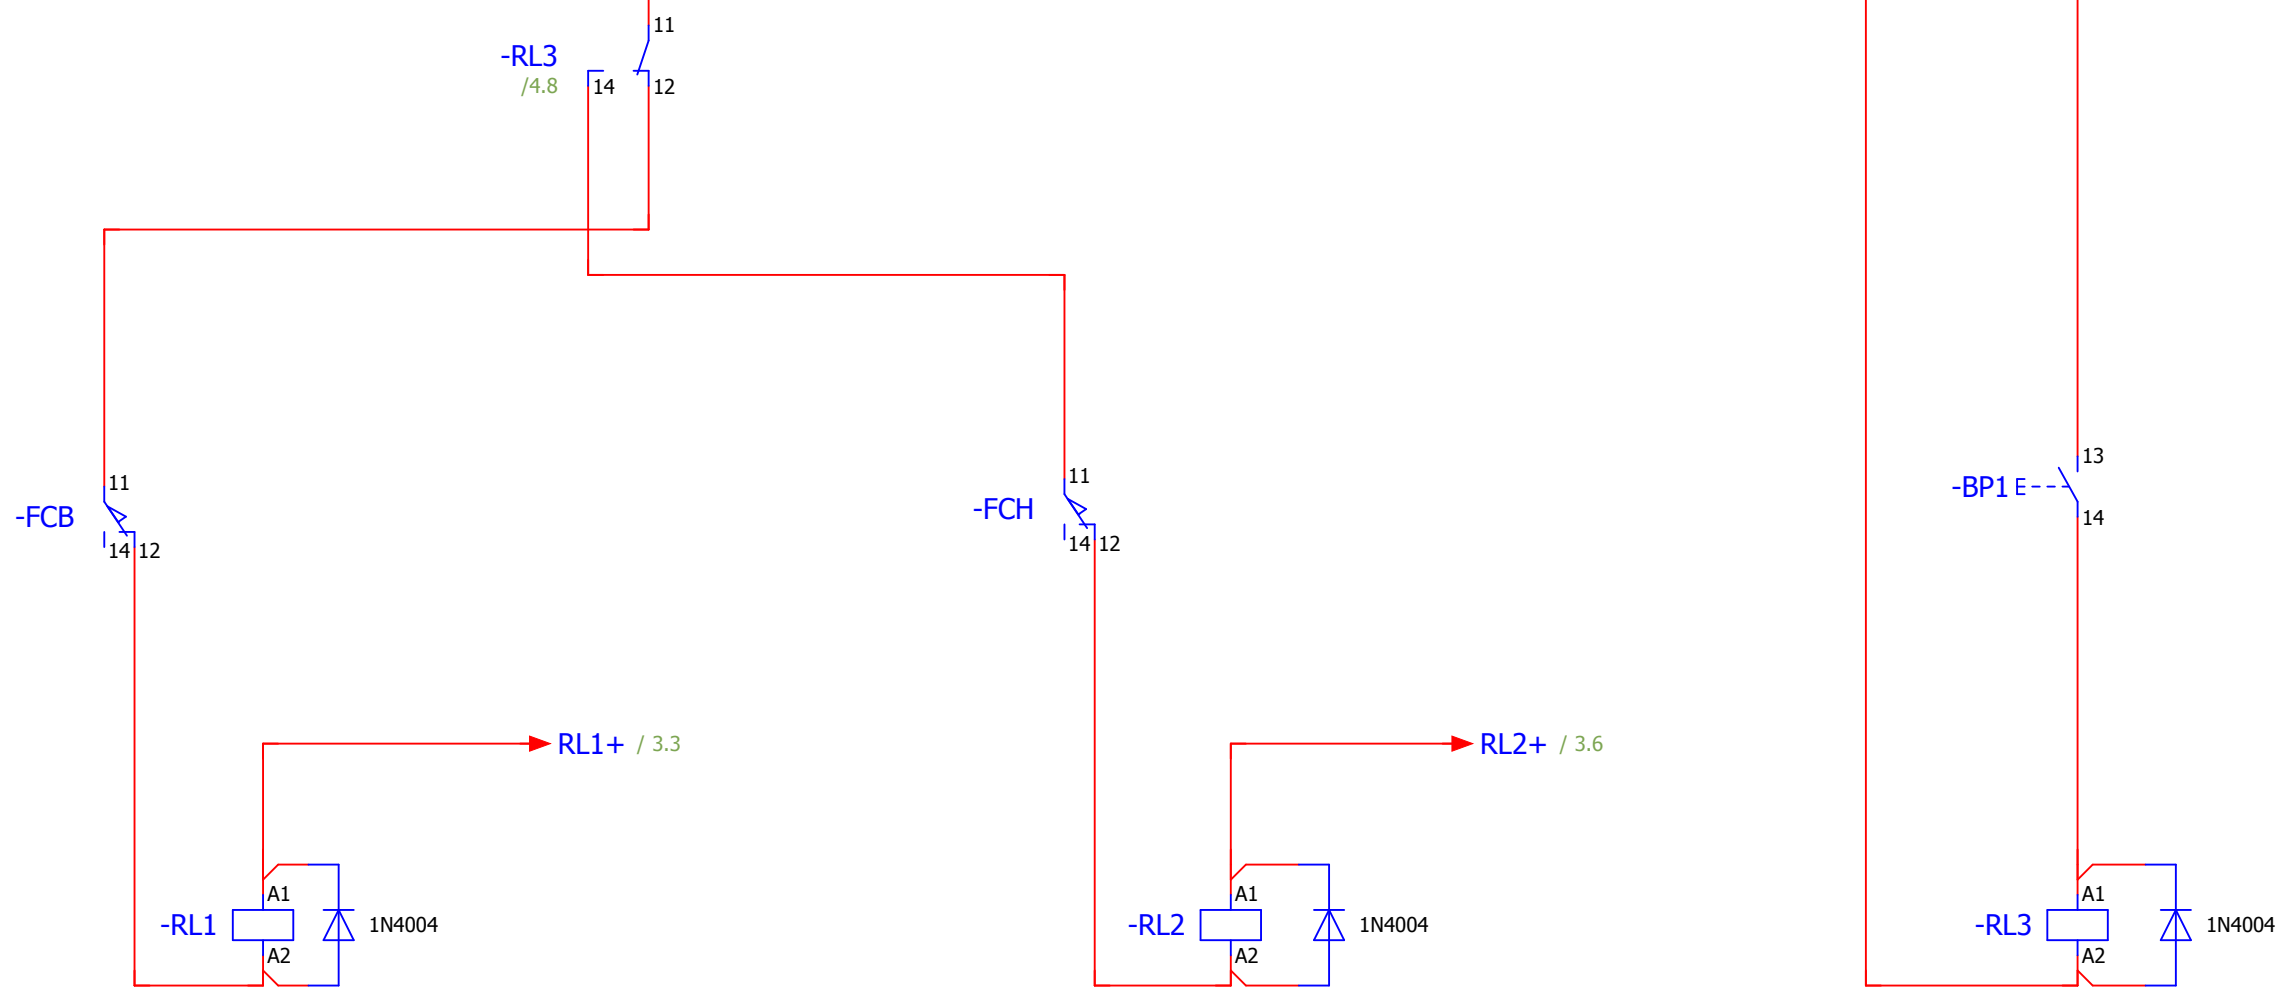 11
-RL3
/4.8
14
12
13
-BP1
14
11
-FCB
14
12
11
-FCH
14
12
RL1+ / 3.3
RL2+ / 3.6
A1
-RL1
1N4004
A2
A1
-RL2
1N4004
A2
A1
-RL3
1N4004
A2